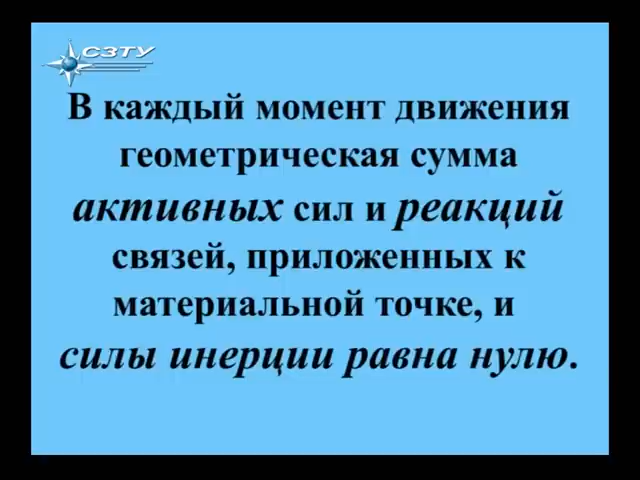 СЗТУ
В каждый момент движения
геометрическая сумма
активных сил и реакций
связей, приложенных к
материальной точке, и
силы инерции равна нулю.